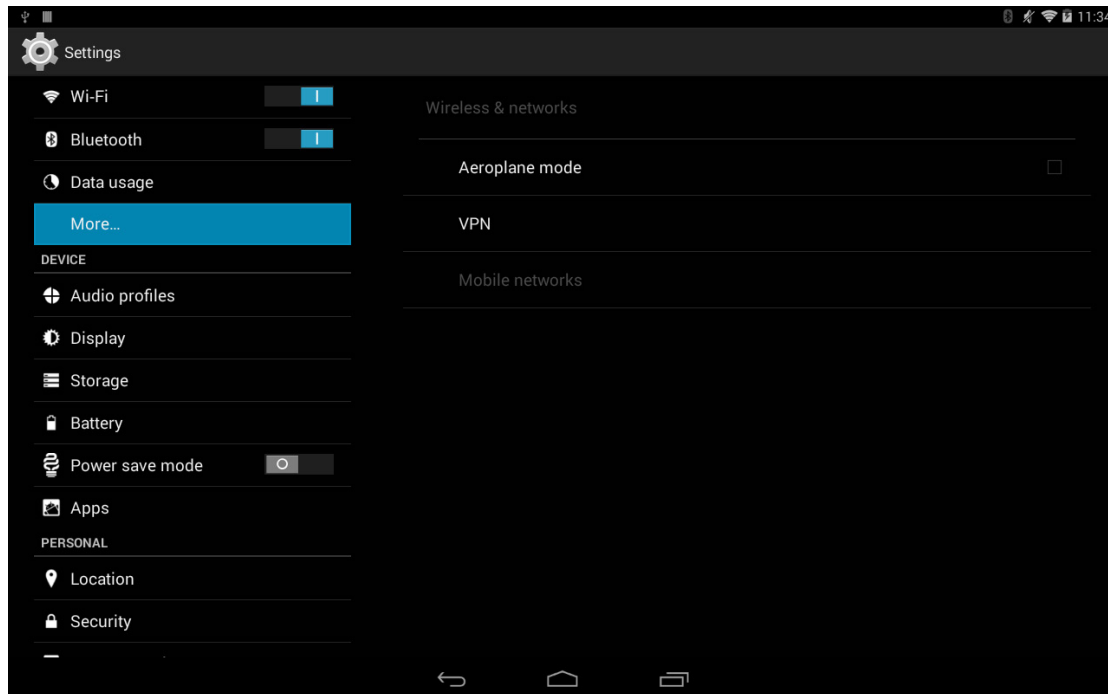 11:34
Settings
Wi-Fi
Bluetooth
Data usage
More...
DEVICE
Audio profiles
Display
Storage
Battery
Power save mode
Apps
PERSONAL
Location
Security
Wireless & networks
Aeroplane mode
VPN
Mobile networks